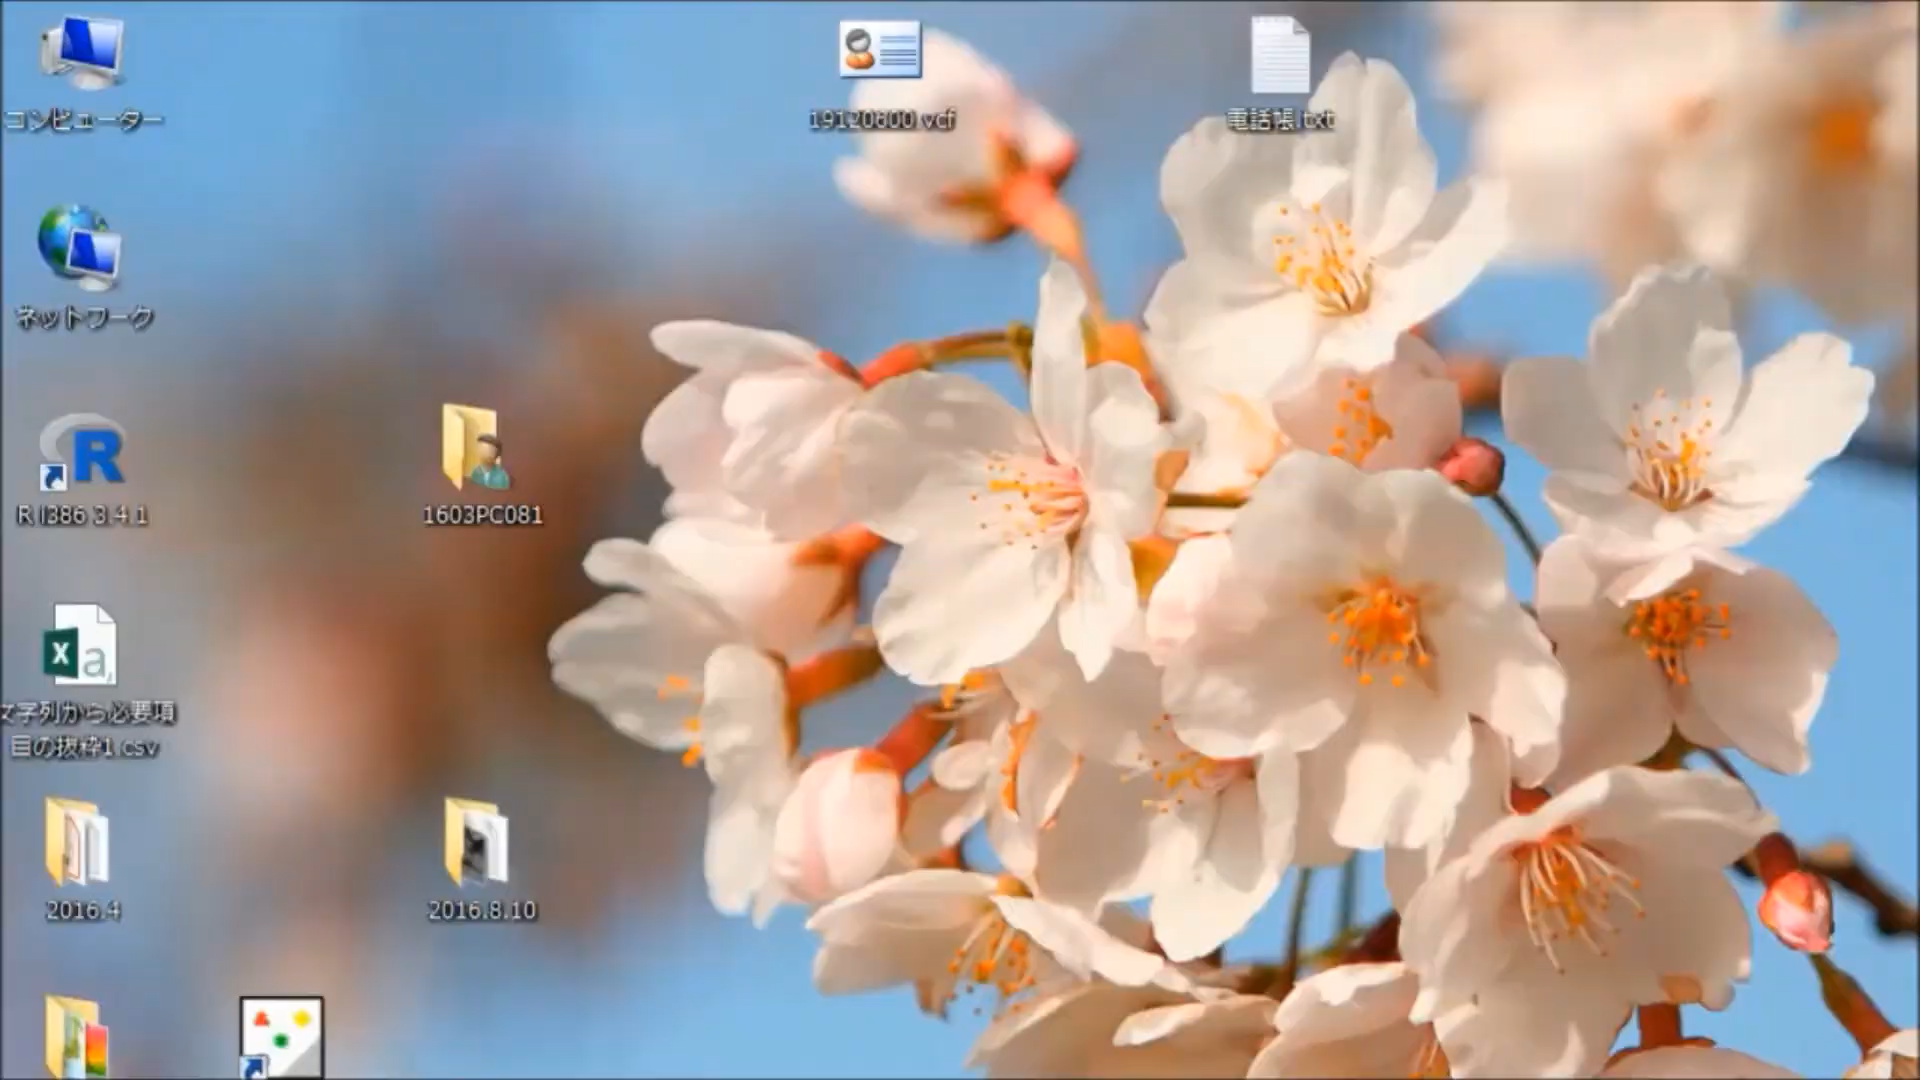 コンピューター
19120600.vcf
電話帳.txt
ネットワーク
R i386 3.4.1
1603PC081
文字列から必要項
目の抜粋1.csv
2016.4
2016.8.10